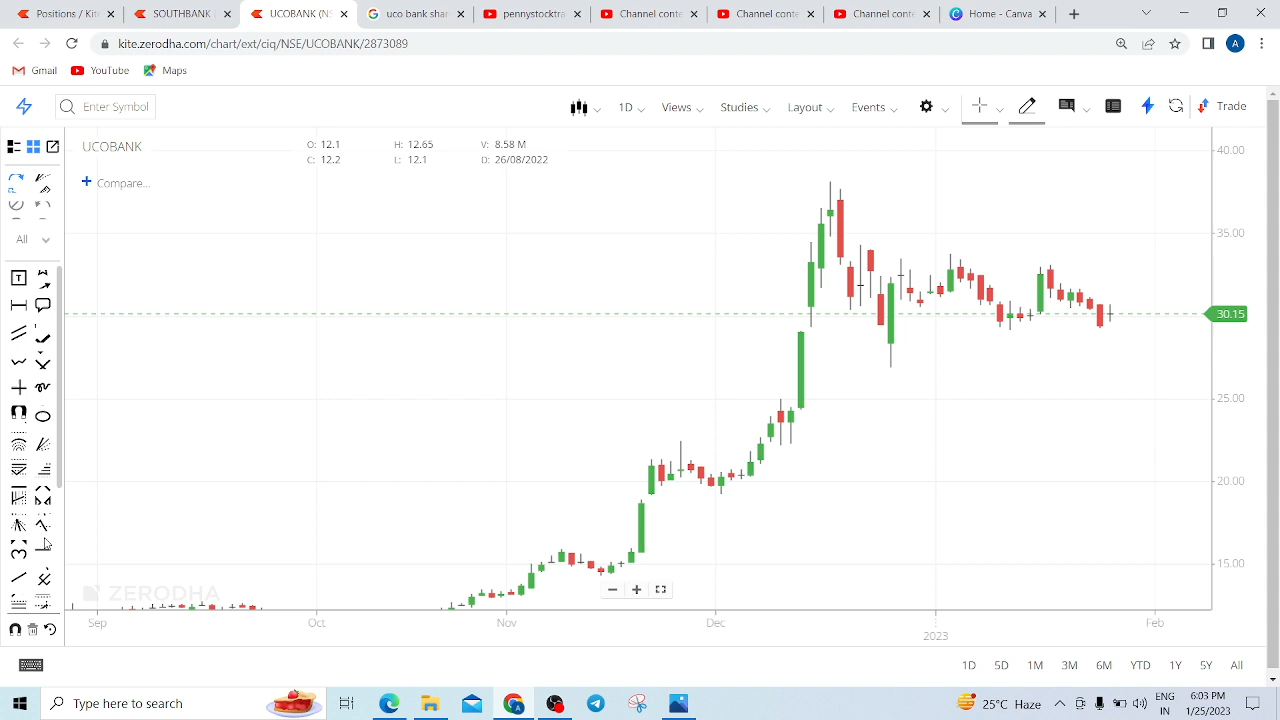 Positions / Kite
SOUTHBANK
UCOBANK (NS
Uco bank shar
pennystocktra
Channel conte
Channel conte
Home - Canva
kite.zerodha.com/chart/ext/ciq/NSE/UCOBANK/2873089
A
Gmail
YouTube
Maps
Enter Symbol
1D
Views
Studies
Layout
Events
Trade
UCOBANK
O: 12.1
H: 12.65
V: 8.58 M
C: 12.2
L: 12.1
D: 26/08/2022
+ Compare...
All
T
40.00
35.00
30.15
25.00
20.00
15.00
ZERODHA
Sep
Oct
Nov
Dec
2023
Feb
1D
5D
1M
3M
6M
YTD
1Y
5Y
All
Type here to search
25°C Haze
ENG
IN
6:03 PM
1/25/2023